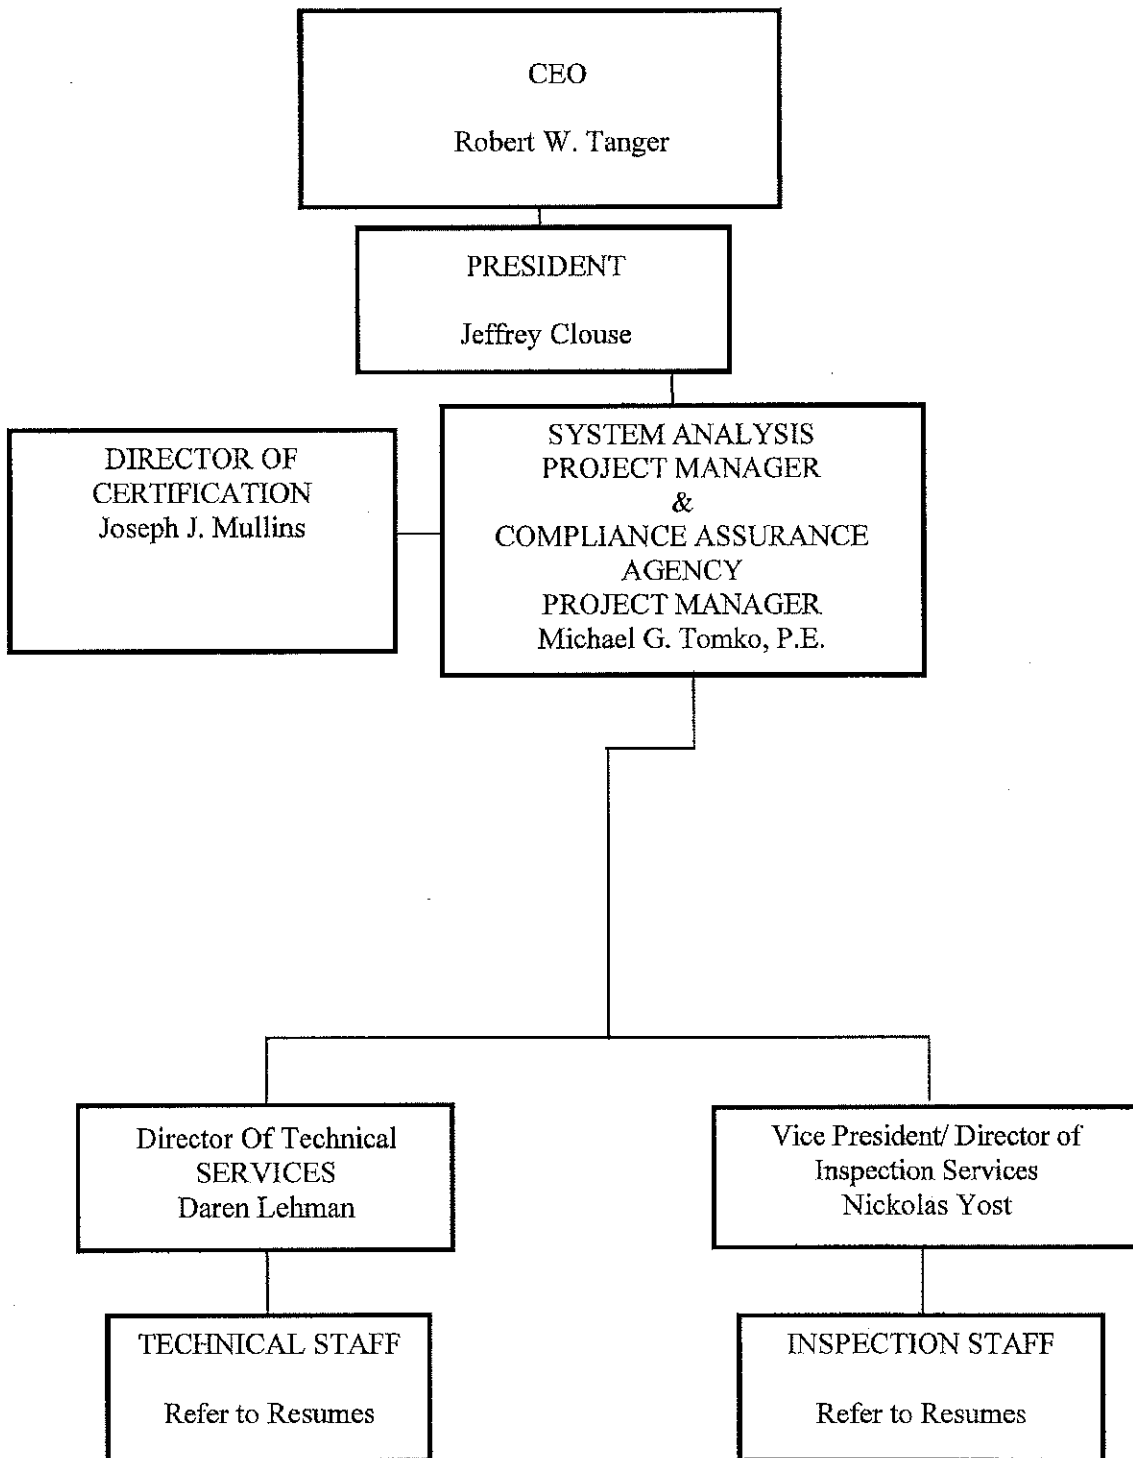 CEO
Robert W. Tanger
PRESIDENT
Jeffrey Clouse
DIRECTOR OF
CERTIFICATION
Joseph J. Mullins
SYSTEM ANALYSIS
PROJECT MANAGER
&
COMPLIANCE ASSURANCE
AGENCY
PROJECT MANAGER
Michael G. Tomko, P.E.
Director Of Technical
SERVICES
Daren Lehman
Vice President/ Director of
Inspection Services
Nickolas Yost
TECHNICAL STAFF
Refer to Resumes
INSPECTION STAFF
Refer to Resumes